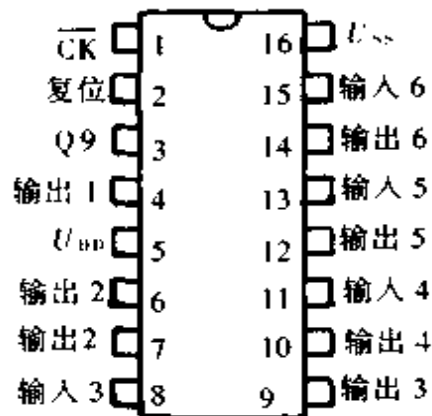 CK 1 16 Uss
复位 2 15 输入 6
Q9 3 14 输出 6
输出 1 4 13 输入 5
UDD 5 12 输出 5
输出 2 6 11 输入 4
输出2 7 10 输出 4
输入 3 8 9 输出 3